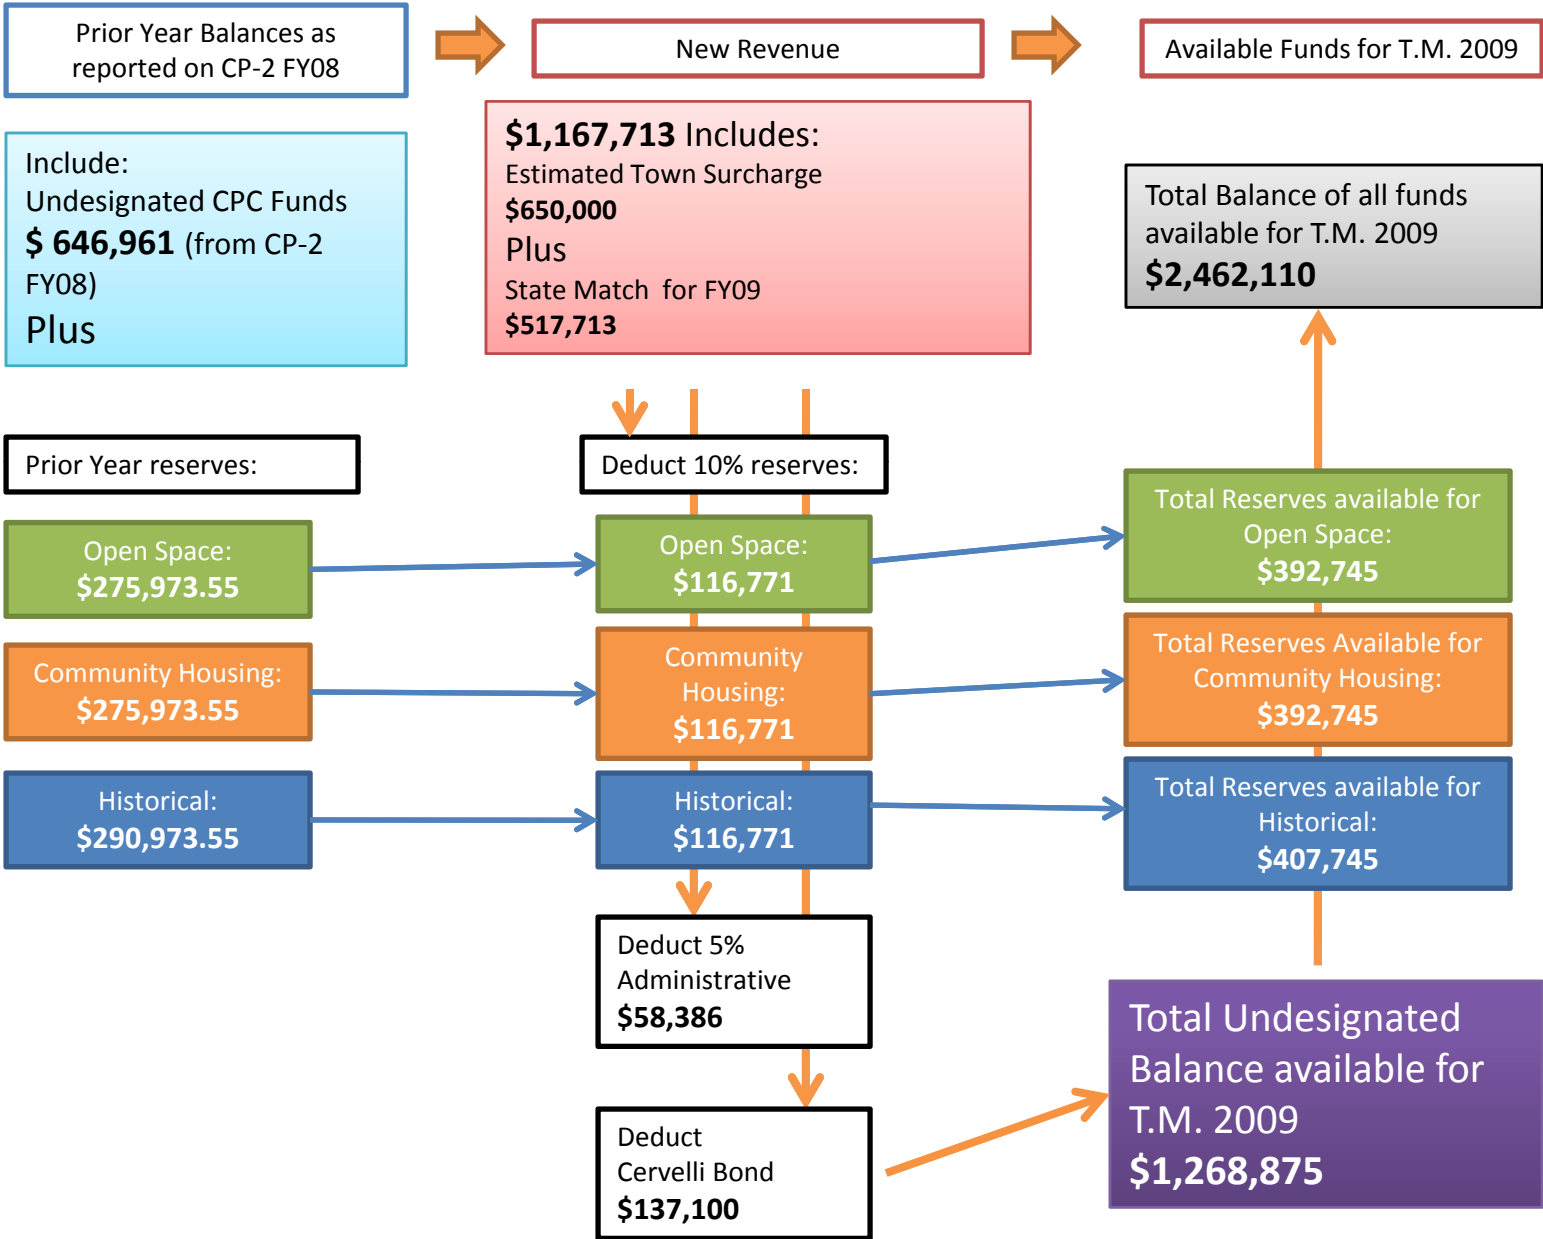 Prior Year Balances as
reported on CP-2 FY08
New Revenue
Available Funds for T.M. 2009
Include:
Undesignated CPC Funds
$ 646,961 (from CP-2
FY08)
Plus
$1,167,713 Includes:
Estimated Town Surcharge
$650,000
Plus
State Match for FY09
$517,713
Total Balance of all funds
available for T.M. 2009
$2,462,110
Prior Year reserves:
Deduct 10% reserves:
Open Space:
$275,973.55
Open Space:
$116,771
Total Reserves available for
Open Space:
$392,745
Community Housing:
$275,973.55
Community
Housing:
$116,771
Total Reserves Available for
Community Housing:
$392,745
Historical:
$290,973.55
Historical:
$116,771
Total Reserves available for
Historical:
$407,745
Deduct 5%
Administrative
$58,386
Deduct
Cervelli Bond
$137,100
Total Undesignated
Balance available for
T.M. 2009
$1,268,875